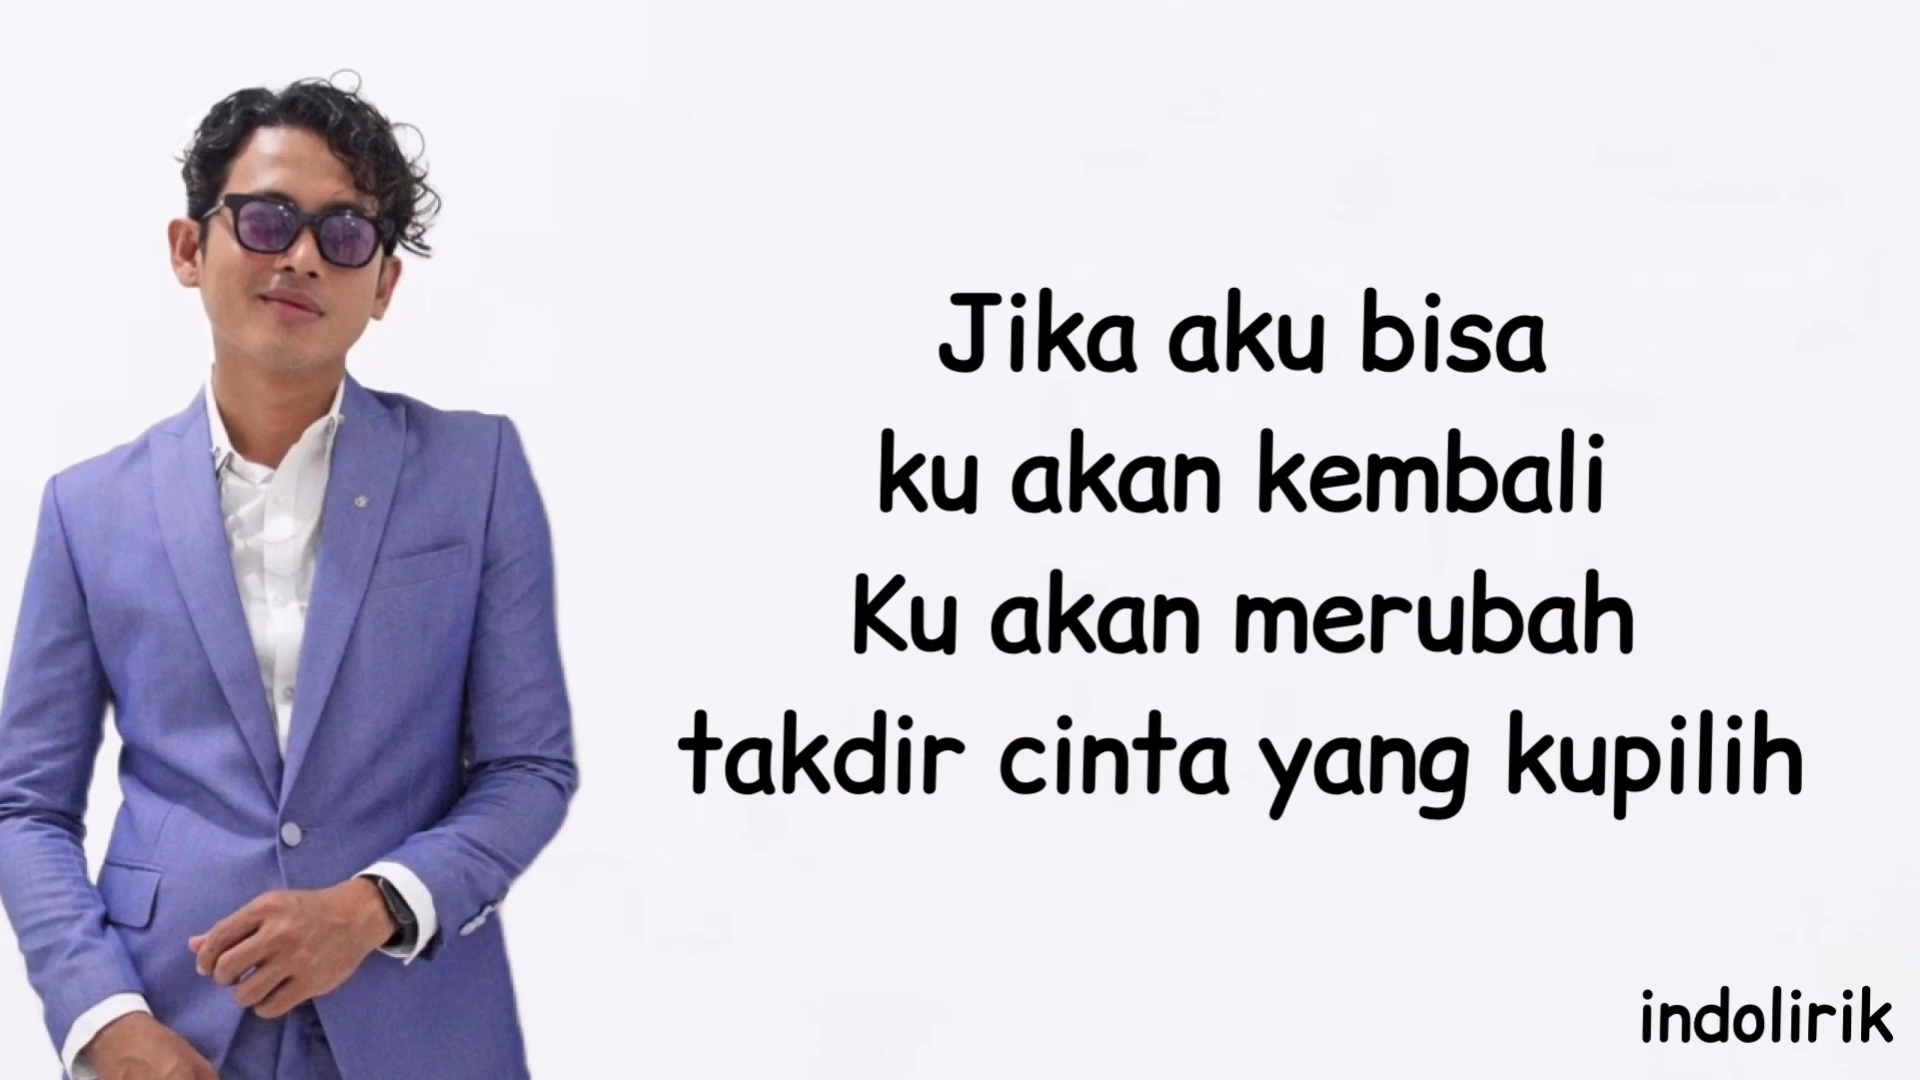 Jika aku bisa
ku akan kembali
Ku akan merubah
takdir cinta yang kupilih
indolirik